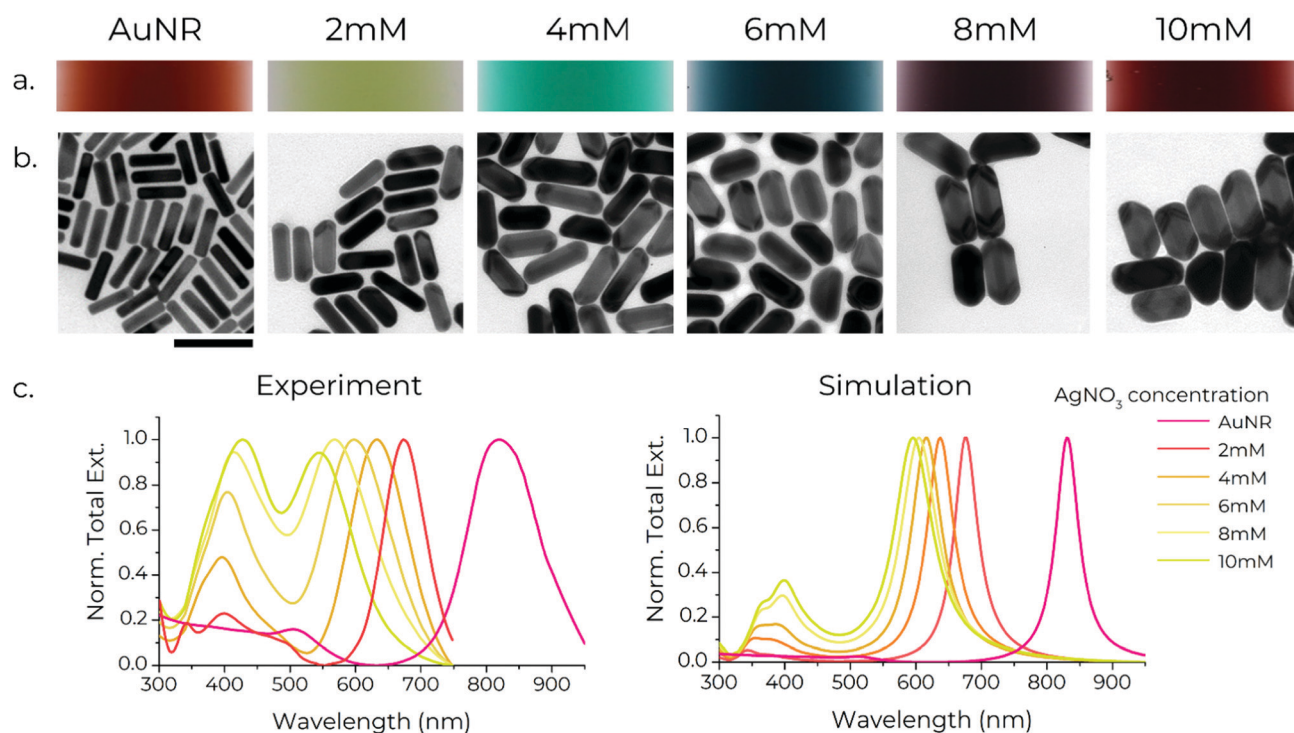 AuNR 2mM 4mM 6mM 8mM 10mM
a.
b.
c.
Experiment
Norm. Total Ext.
1.0
0.8
0.6
0.4
0.2
0.0
300 400 500 600 700 800 900
Wavelength (nm)
Simulation
Norm. Total Ext.
1.0
0.8
0.6
0.4
0.2
0.0
300 400 500 600 700 800 900
Wavelength (nm)
AgNO₃ concentration
AuNR
2mM
4mM
6mM
8mM
10mM